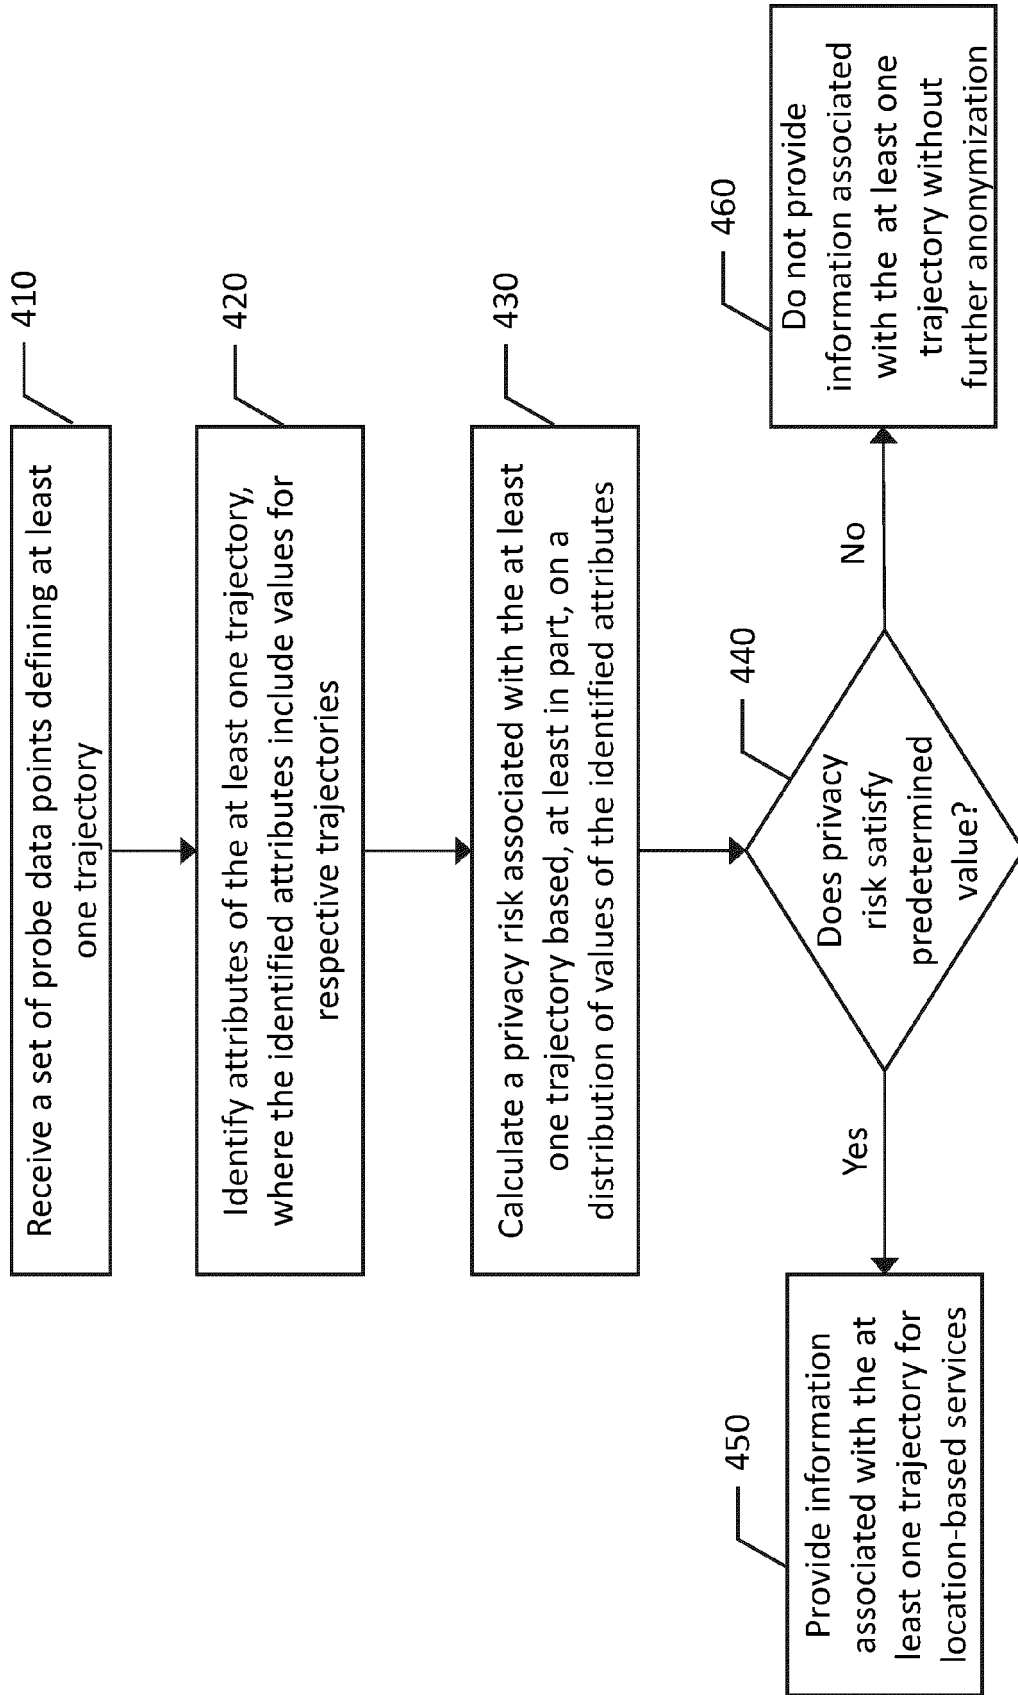 410
Receive a set of probe data points defining at least
one trajectory
420
Identify attributes of the at least one trajectory,
where the identified attributes include values for
respective trajectories
430
Calculate a privacy risk associated with the at least
one trajectory based, at least in part, on a
distribution of values of the identified attributes
440
Does privacy
risk satisfy
predetermined
value?
Yes
No
450
Provide information
associated with the at
least one trajectory for
location-based services
460
Do not provide
information associated
with the at least one
trajectory without
further anonymization